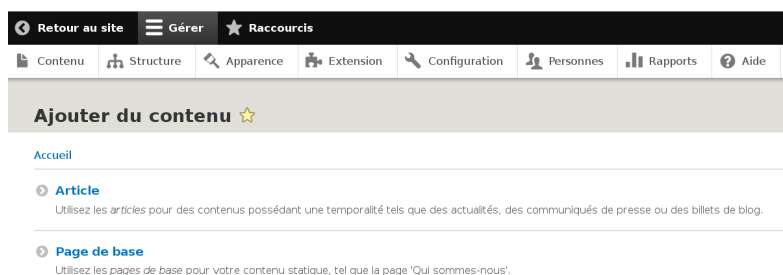 Retour au site Gérer Raccourcis
Contenu Structure Apparence Extension Configuration Personnes Rapports Aide
Ajouter du contenu
Accueil
Article
Utilisez les articles pour des contenus possédant une temporalité tels que des actualités, des communiqués de presse ou des billets de blog.
Page de base
Utilisez les pages de base pour votre contenu statique, tel que la page 'Qui sommes-nous'.